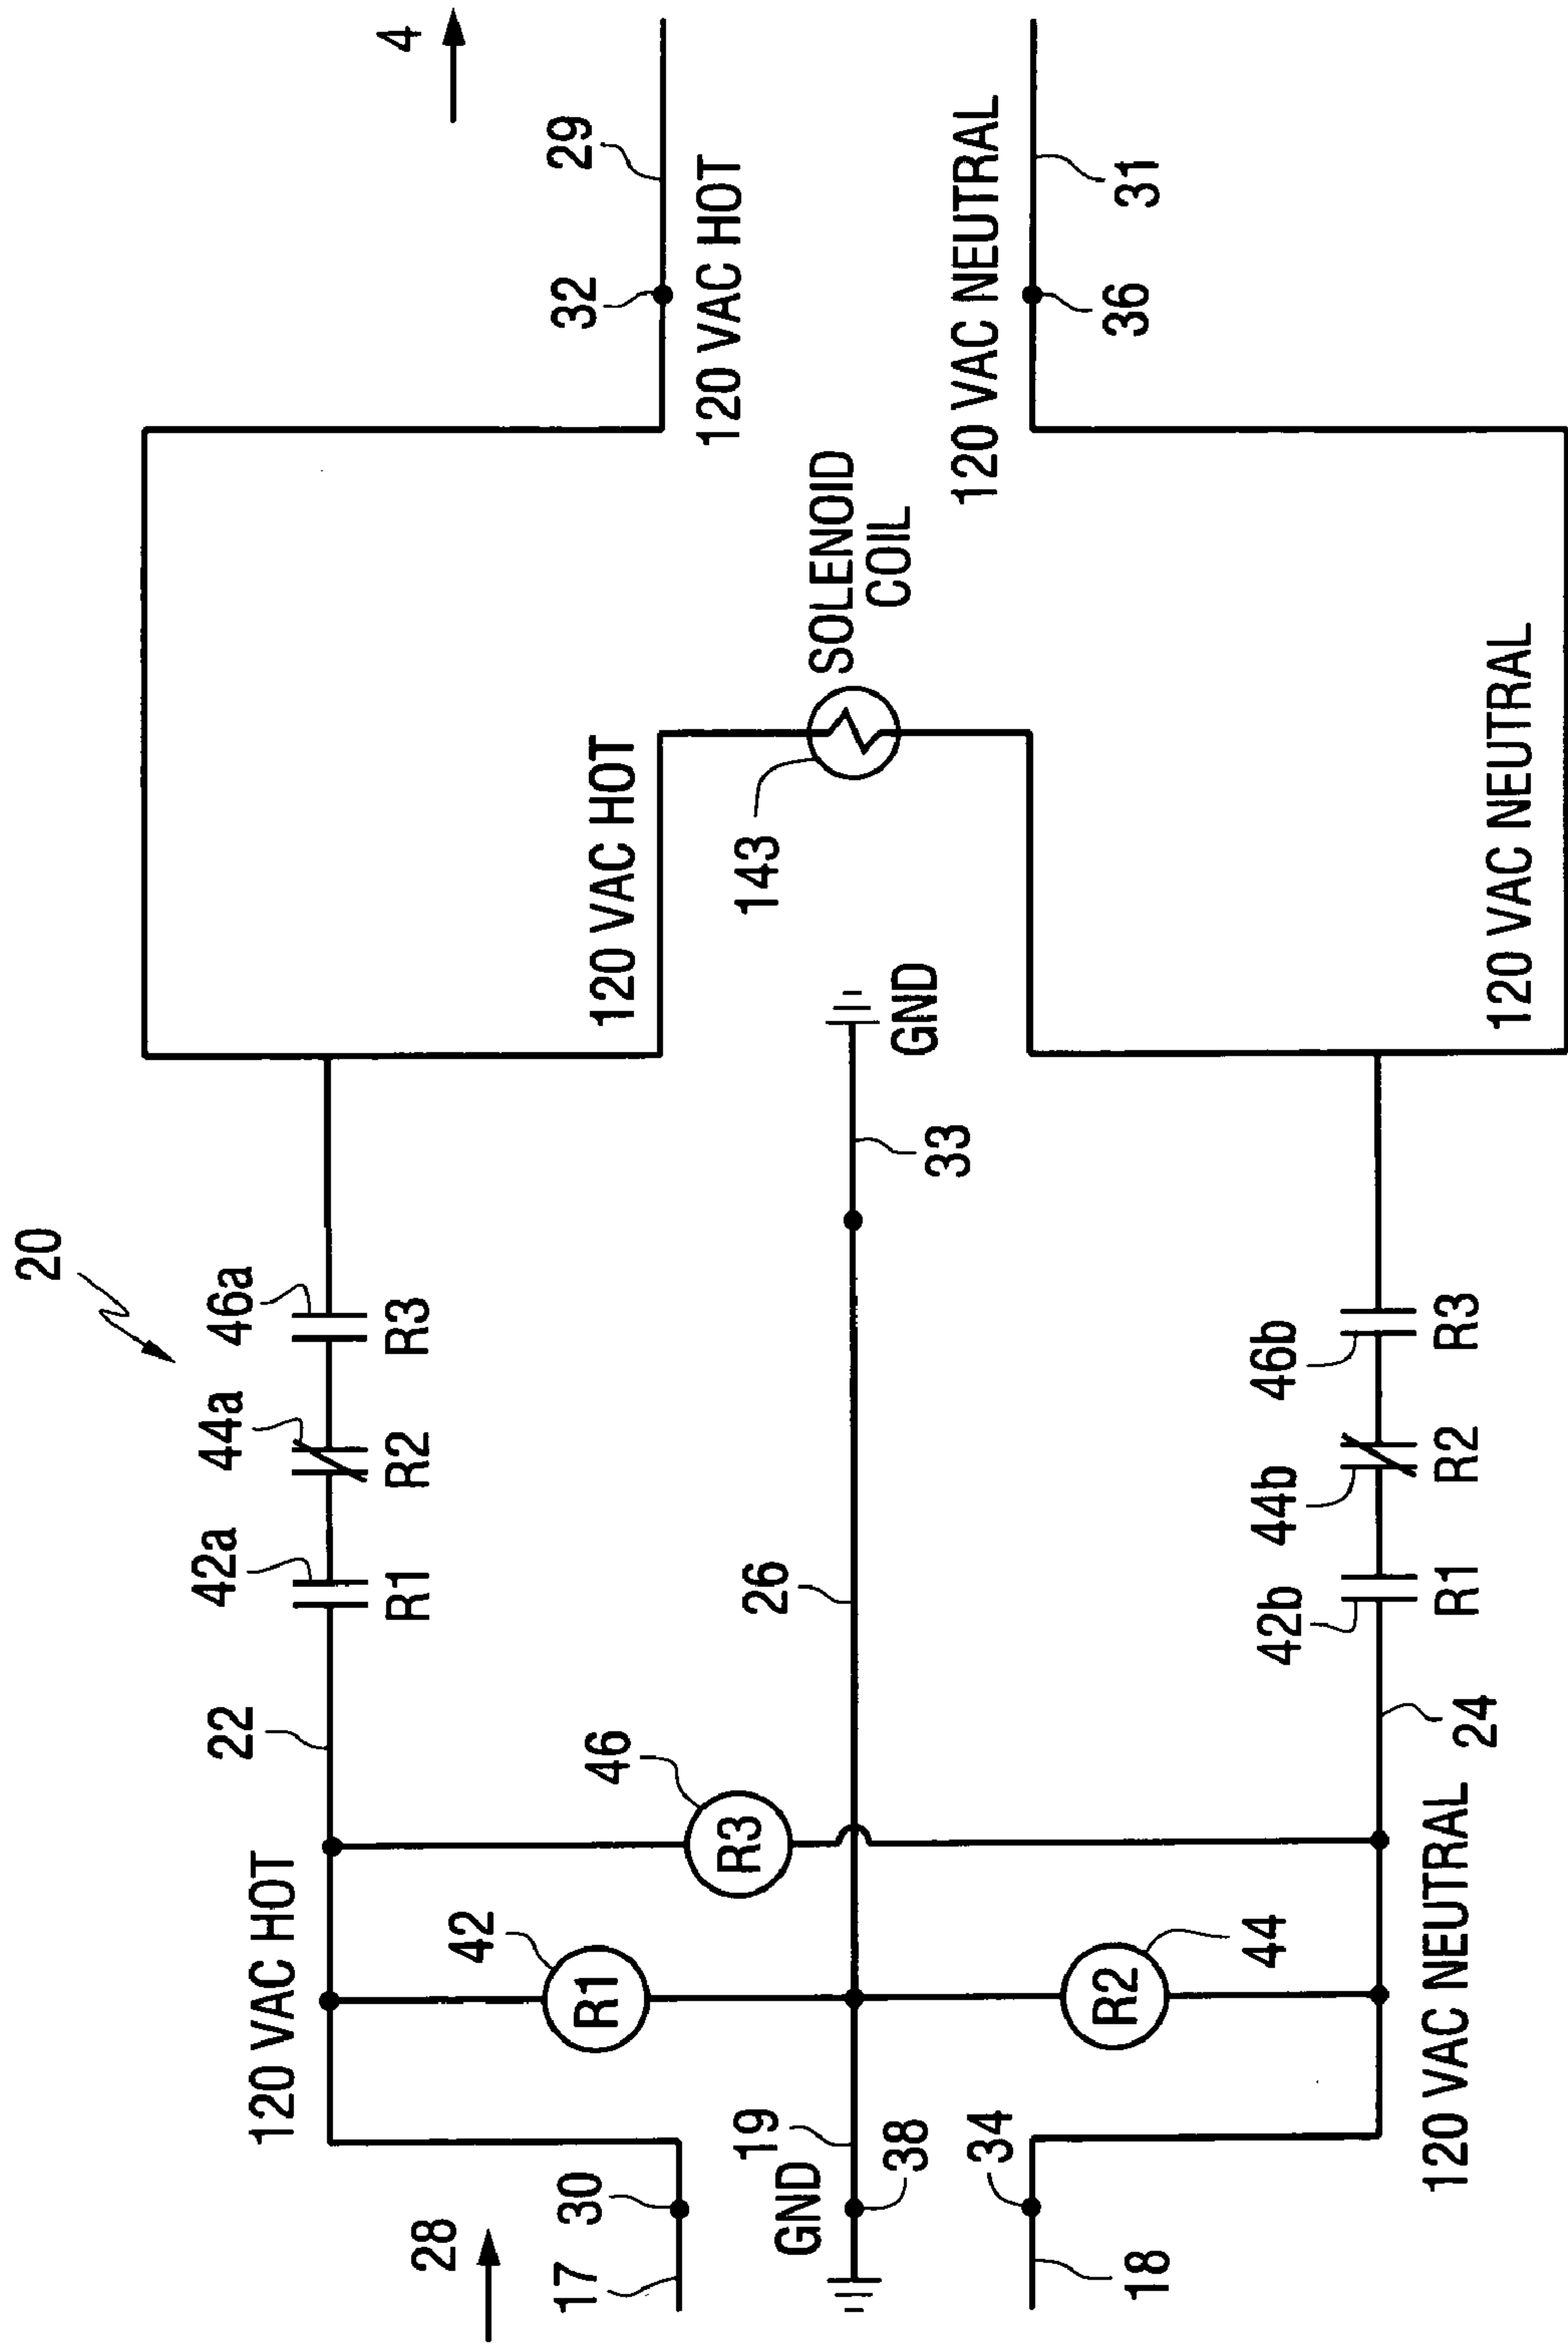 20
4
42a
44a
46a
R1
R2
R3
22
120 VAC HOT
28
30
17
42
R1
46
R3
120 VAC HOT
32
29
120 VAC HOT
GND
19
38
26
33
GND
143
SOLENOID
COIL
34
18
R2
44
120 VAC NEUTRAL
36
31
42b
44b
46b
R1
R2
R3
24
120 VAC NEUTRAL
120 VAC NEUTRAL